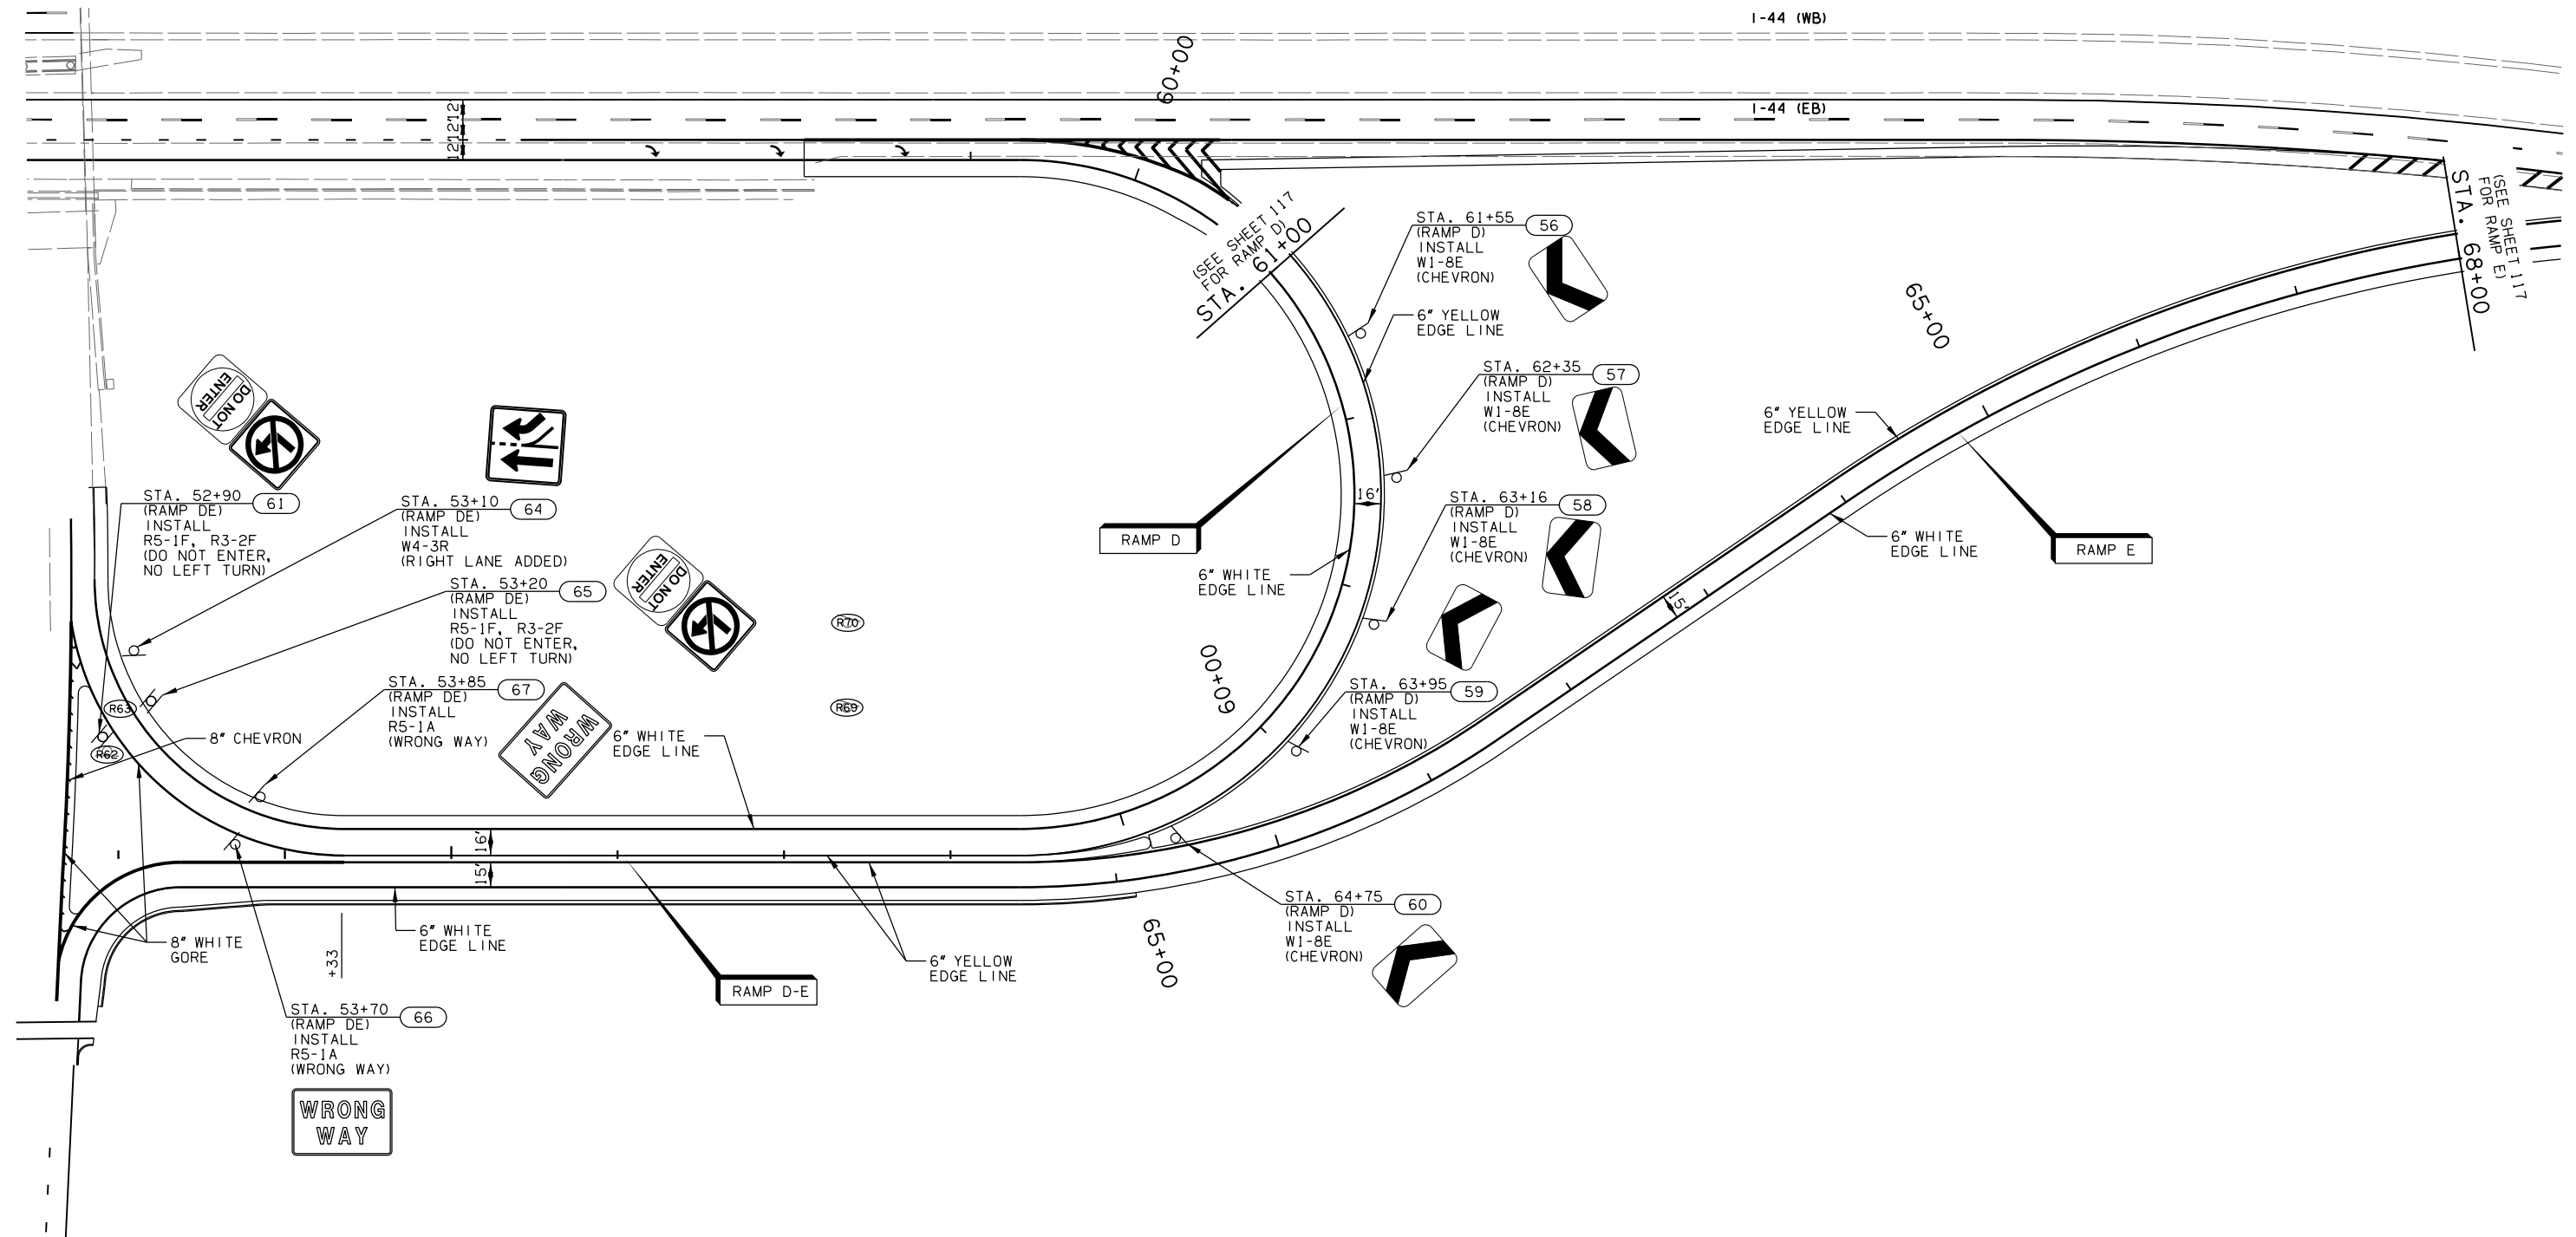 I-44 (WB)
60+00
I-44 (EB)
12'
12'
12'
(SEE SHEET 117
FOR RAMP D)
STA. 61+00
(SEE SHEET 117
FOR RAMP E)
STA. 68+00
STA. 61+55
(RAMP D)
INSTALL
W1-8E
(CHEVRON)
56
6" YELLOW
EDGE LINE
65+00
STA. 62+35
(RAMP D)
INSTALL
W1-8E
(CHEVRON)
57
6" YELLOW
EDGE LINE
DO NOT
ENTER
STA. 52+90
(RAMP DE)
INSTALL
R5-1F, R3-2F
(DO NOT ENTER,
NO LEFT TURN)
61
STA. 53+10
(RAMP DE)
INSTALL
W4-3R
(RIGHT LANE ADDED)
64
16'
STA. 63+16
(RAMP D)
INSTALL
W1-8E
(CHEVRON)
58
RAMP D
6" WHITE
EDGE LINE
RAMP E
6" WHITE
EDGE LINE
STA. 53+20
(RAMP DE)
INSTALL
R5-1F, R3-2F
(DO NOT ENTER,
NO LEFT TURN)
65
DO NOT
ENTER
R70
15'
60+00
STA. 53+85
(RAMP DE)
INSTALL
R5-1A
(WRONG WAY)
67
WRONG
WAY
R63
R69
STA. 63+95
(RAMP D)
INSTALL
W1-8E
(CHEVRON)
59
8" CHEVRON
R62
6" WHITE
EDGE LINE
16'
15'
STA. 64+75
(RAMP D)
INSTALL
W1-8E
(CHEVRON)
60
8" WHITE
GORE
6" WHITE
EDGE LINE
+33
6" YELLOW
EDGE LINE
65+00
RAMP D-E
STA. 53+70
(RAMP DE)
INSTALL
R5-1A
(WRONG WAY)
66
WRONG
WAY